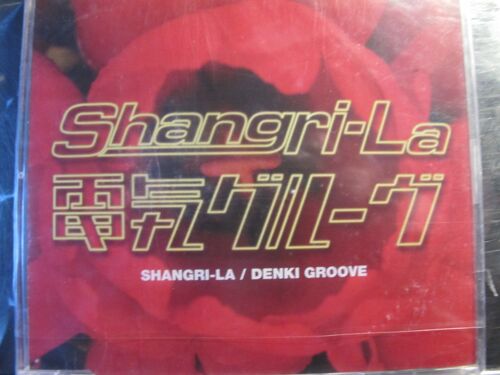 Shangri-La
電気グルーヴ
SHANGRI-LA / DENKI GROOVE